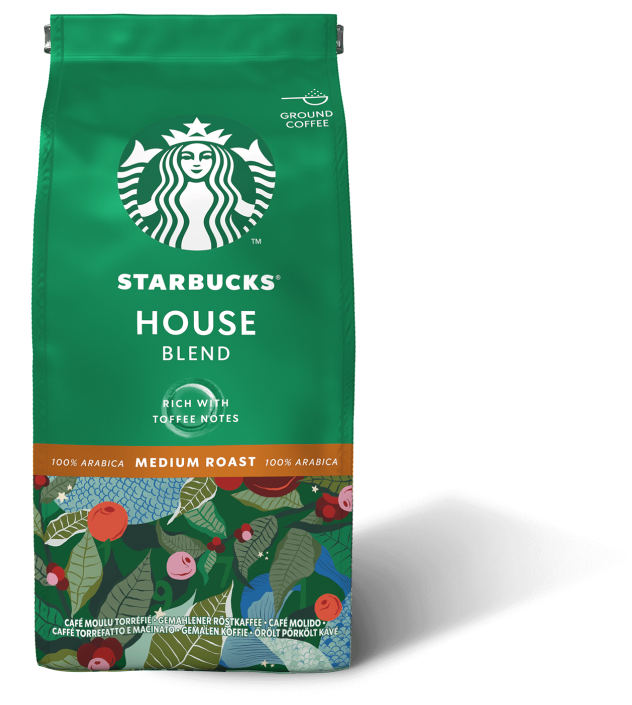 GROUND
COFFEE
TM
STARBUCKS®
HOUSE
BLEND
RICH WITH
TOFFEE NOTES
100% ARABICA MEDIUM ROAST 100% ARABICA
CAFÉ MOULU TORRÉFIÉ • GEMAHLENER RÖSTKAFFEE • CAFÉ MOLIDO •
CAFFÈ TORREFATTO E MACINATO • GEMALEN KOFFIE • ŐRÖLT PÖRKÖLT KÁVÉ